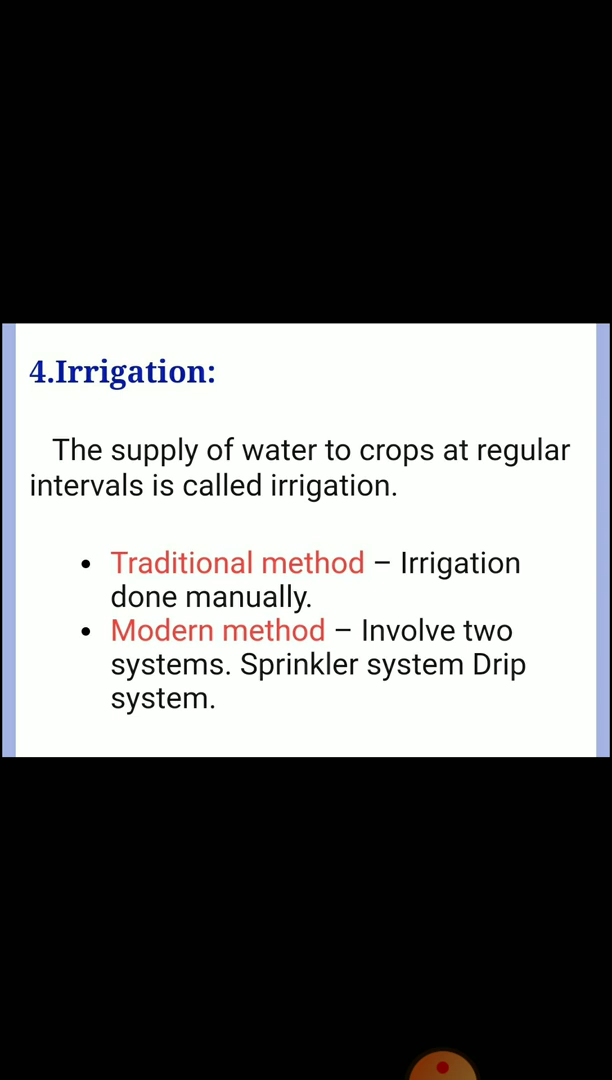 4.Irrigation:
The supply of water to crops at regular
intervals is called irrigation.
• Traditional method – Irrigation
done manually.
• Modern method – Involve two
systems. Sprinkler system Drip
system.